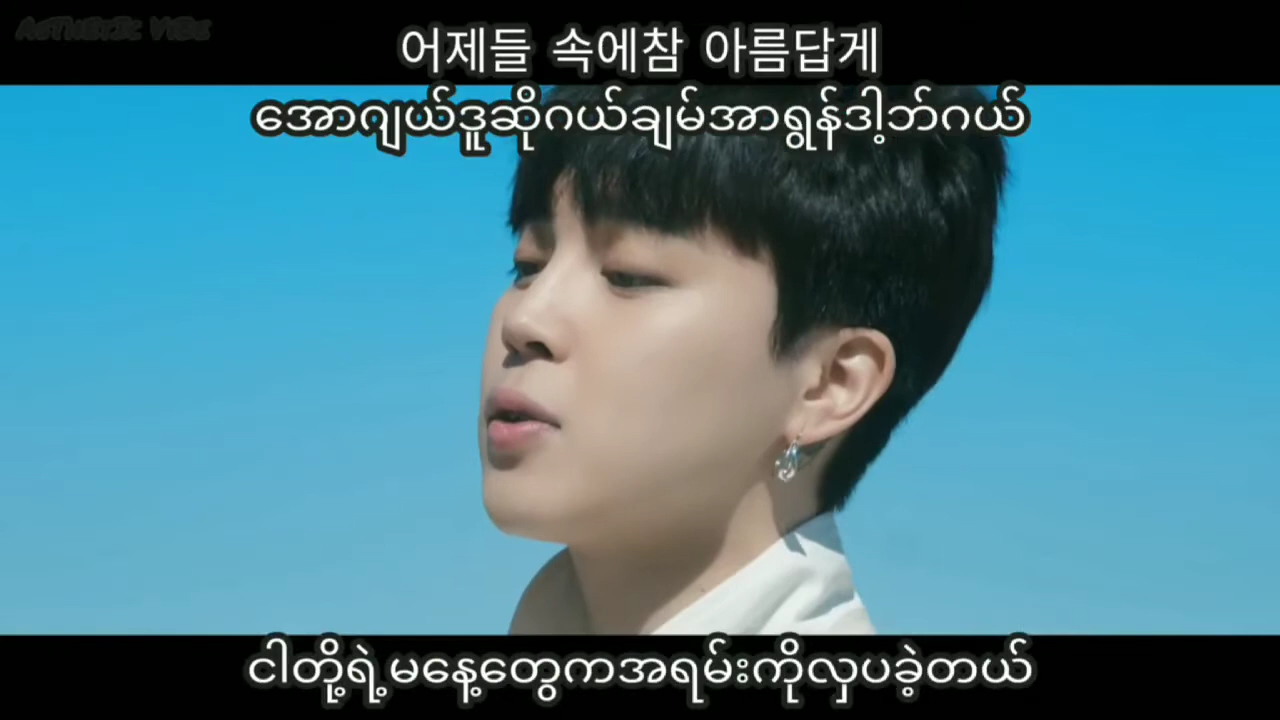 AESTHETIC VIBE
어제들 속에참 아름답게
အောဂျယ်ဒူဆိုဂယ်ချမ်အာရွန်ဒါ့ဘ်ဂယ်
ငါတို့ရဲ့မနေ့တွေကအရမ်းကိုလှပခဲ့တယ်